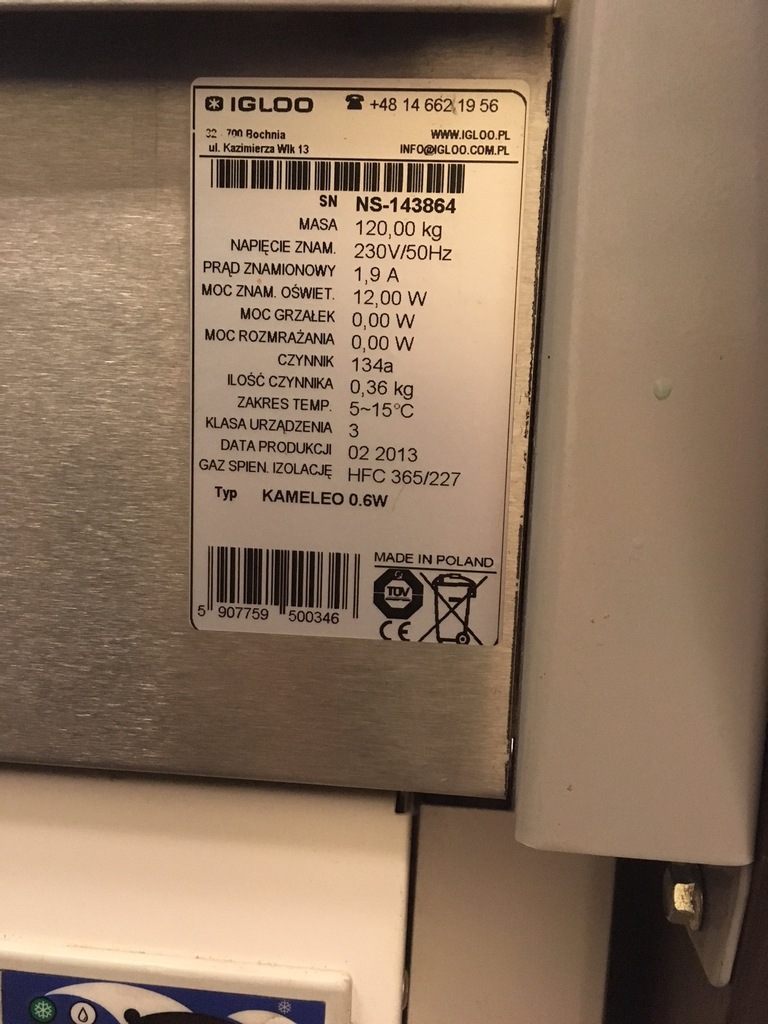 IGLOO ☎ +48 14 662 19 56
32 - 700 Bochnia WWW.IGLOO.PL
ul. Kazimierza Wlk 13 INFO@IGLOO.COM.PL
SN NS-143864
MASA 120,00 kg
NAPIĘCIE ZNAM. 230V/50Hz
PRĄD ZNAMIONOWY 1,9 A
MOC ZNAM. OŚWIET. 12,00 W
MOC GRZAŁEK 0,00 W
MOC ROZMRAŻANIA 0,00 W
CZYNNIK 134a
ILOŚĆ CZYNNIKA 0,36 kg
ZAKRES TEMP. 5~15°C
KLASA URZĄDZENIA 3
DATA PRODUKCJI 02 2013
GAZ SPIEN. IZOLACJĘ HFC 365/227
Typ KAMELEO 0.6W
MADE IN POLAND
TÜV
CE
5 907759 500346